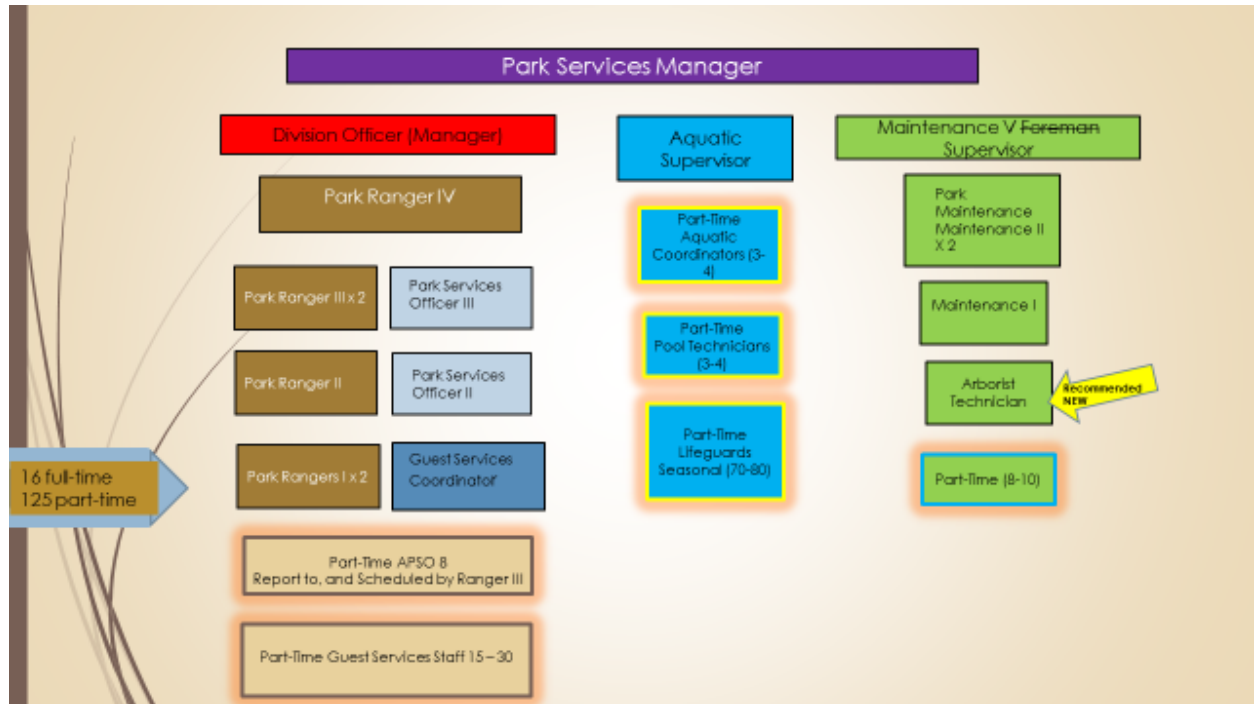 Park Services Manager
Division Officer (Manager)
Park Ranger IV
Park Ranger III x 2
Park Services
Officer III
Park Ranger II
Park Services
Officer II
Park Rangers I x 2
Guest Services
Coordinator
Part-Time APSO 8
Report to, and Scheduled by Ranger III
Part-Time Guest Services Staff 15 – 30
Aquatic
Supervisor
Part-Time
Aquatic
Coordinators (3-
4)
Part-Time
Pool Technicians
(3-4)
Part-Time
Lifeguards
Seasonal (70-80)
Maintenance V Foreman
Supervisor
Park
Maintenance
Maintenance II
X 2
Maintenance I
Arborist
Technician
Recommended
NEW
Part-Time (8-10)
16 full-time
125 part-time